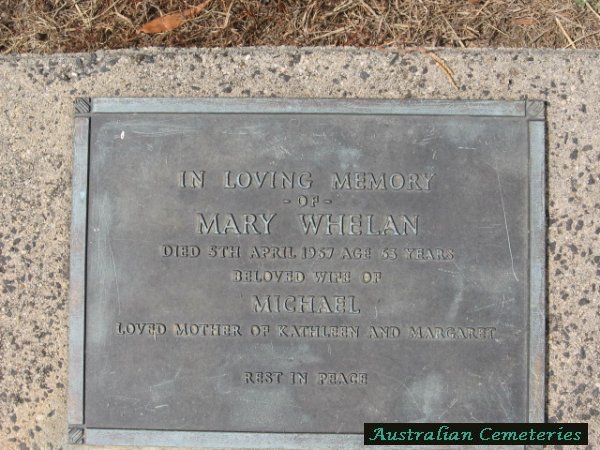 IN LOVING MEMORY
- OF -
MARY WHELAN
DIED 5TH APRIL 1957 AGE 53 YEARS
BELOVED WIFE OF
MICHAEL
LOVED MOTHER OF KATHLEEN AND MARGARET
REST IN PEACE
Australian Cemeteries